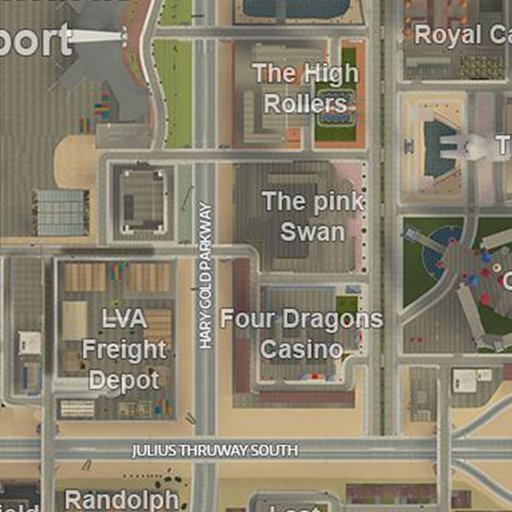 port
Royal Ca
The High
Rollers
The pink
Swan
HARY GOLD PARKWAY
LVA
Freight
Depot
Four Dragons
Casino
JULIUS THRUWAY SOUTH
Randolph